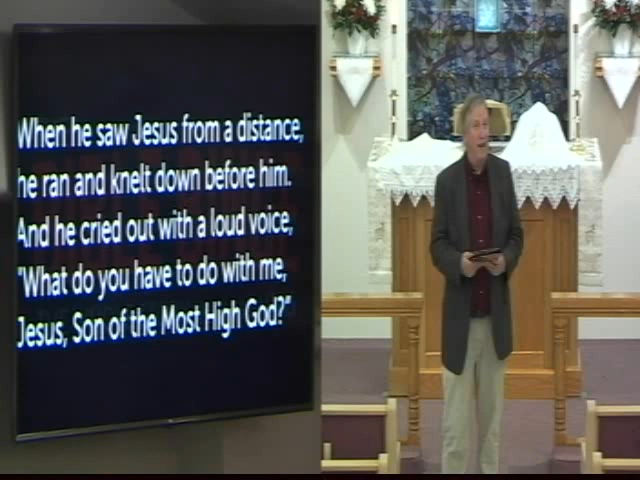 When he saw Jesus from a distance,
he ran and knelt down before him.
And he cried out with a loud voice,
"What do you have to do with me,
Jesus, Son of the Most High God?"